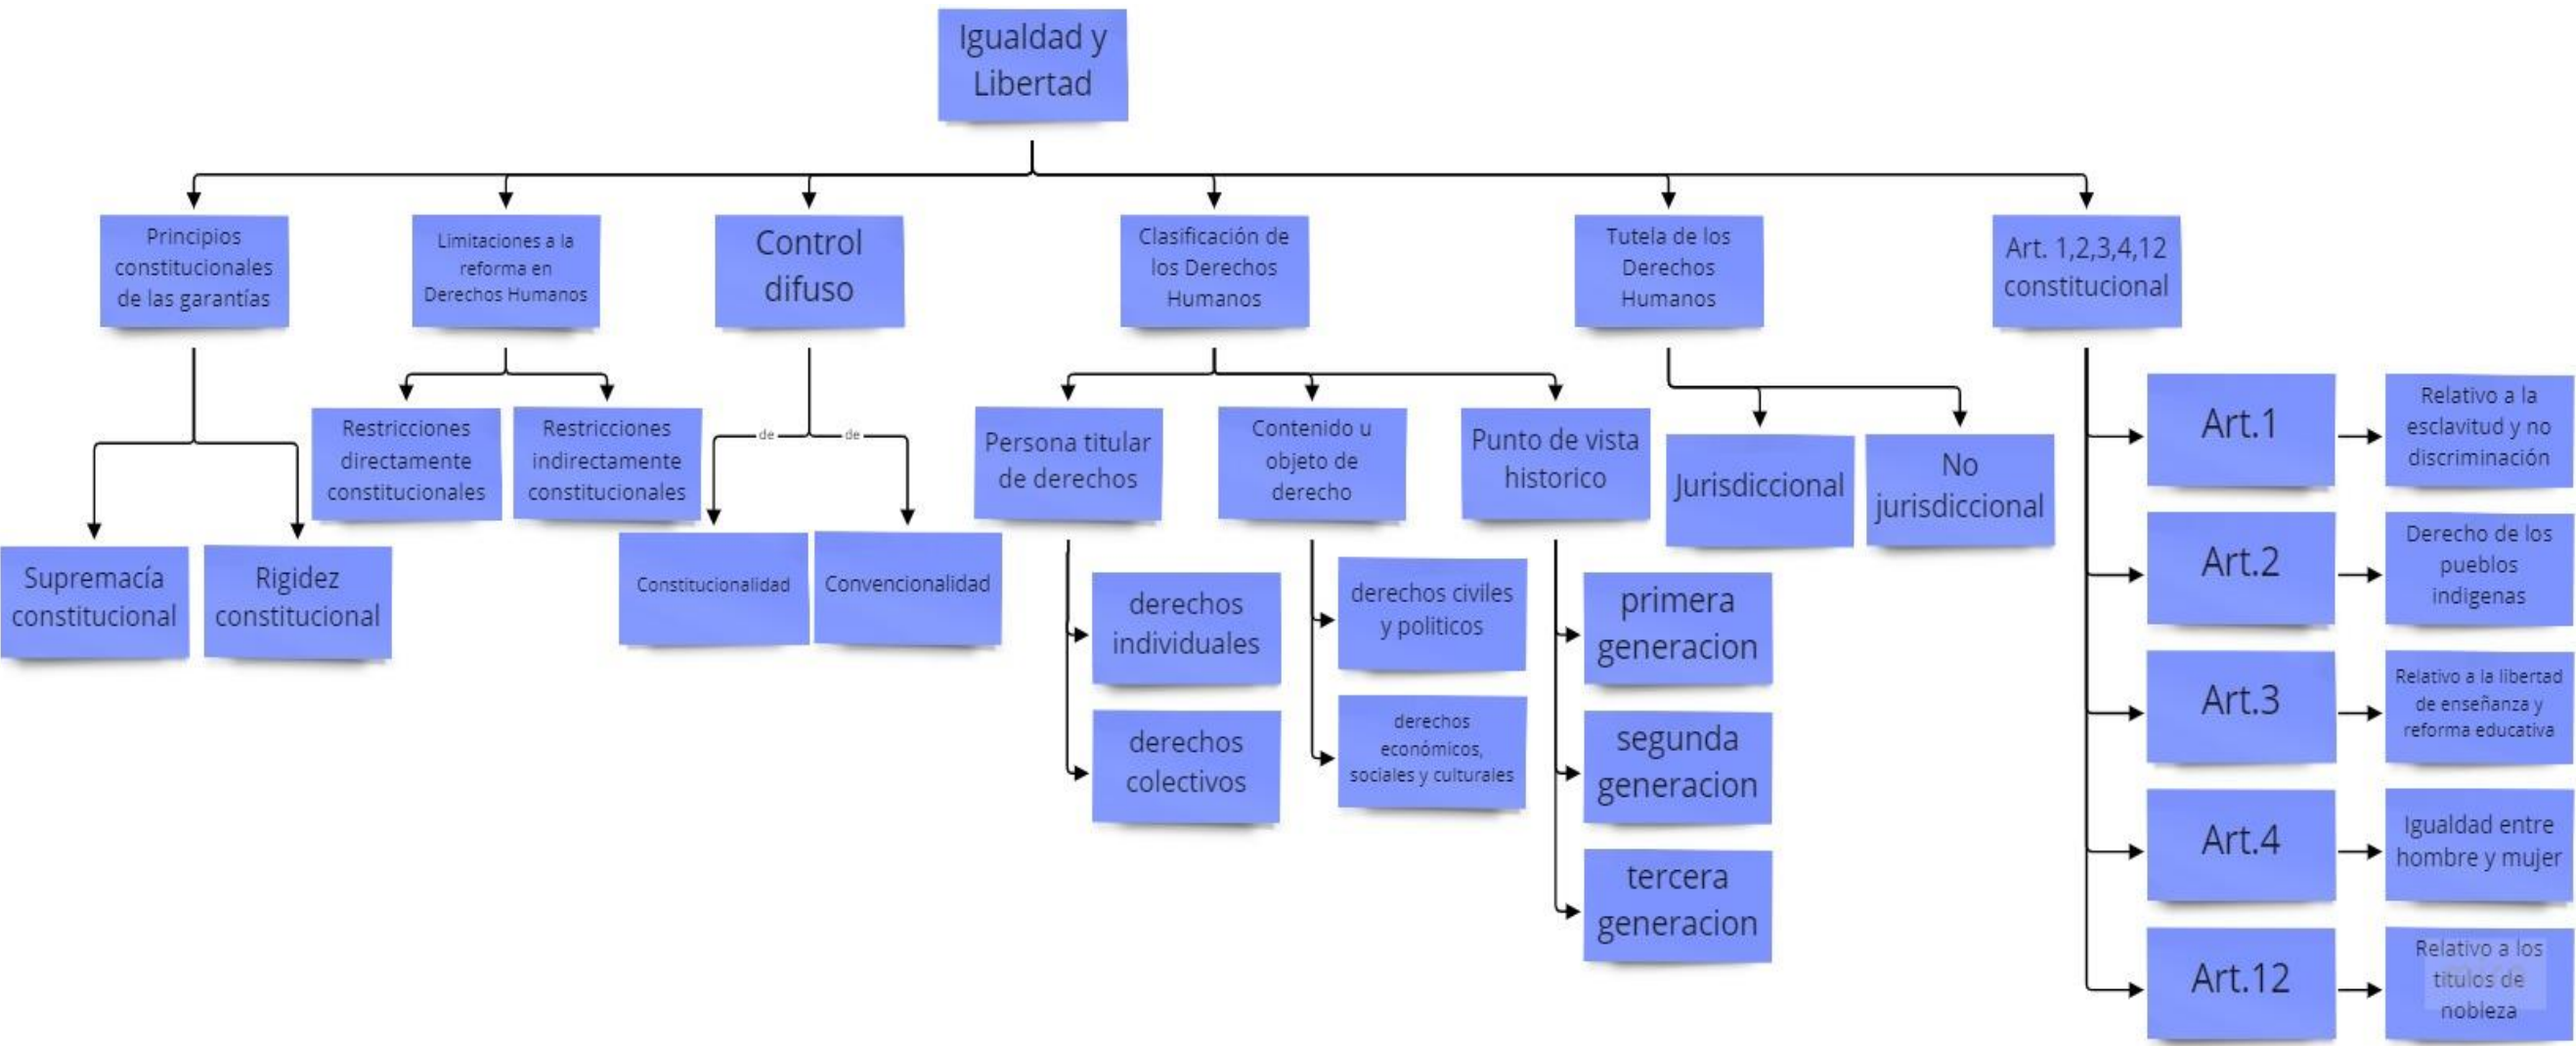 Igualdad y
Libertad
Principios
constitucionales
de las garantías
Limitaciones a la
reforma en
Derechos Humanos
Control
difuso
Clasificación de
los Derechos
Humanos
Tutela de los
Derechos
Humanos
Art. 1,2,3,4,12
constitucional
Supremacía
constitucional
Rigidez
constitucional
Restricciones
directamente
constitucionales
Restricciones
indirectamente
constitucionales
de
de
Constitucionalidad
Convencionalidad
Persona titular
de derechos
derechos
individuales
derechos
colectivos
Contenido u
objeto de
derecho
derechos civiles
y politicos
derechos
económicos,
sociales y culturales
Punto de vista
historico
primera
generacion
segunda
generacion
tercera
generacion
Jurisdiccional
No
jurisdiccional
Art.1
Relativo a la
esclavitud y no
discriminación
Art.2
Derecho de los
pueblos
indigenas
Art.3
Relativo a la libertad
de enseñanza y
reforma educativa
Art.4
Igualdad entre
hombre y mujer
Art.12
Relativo a los
titulos de
nobleza